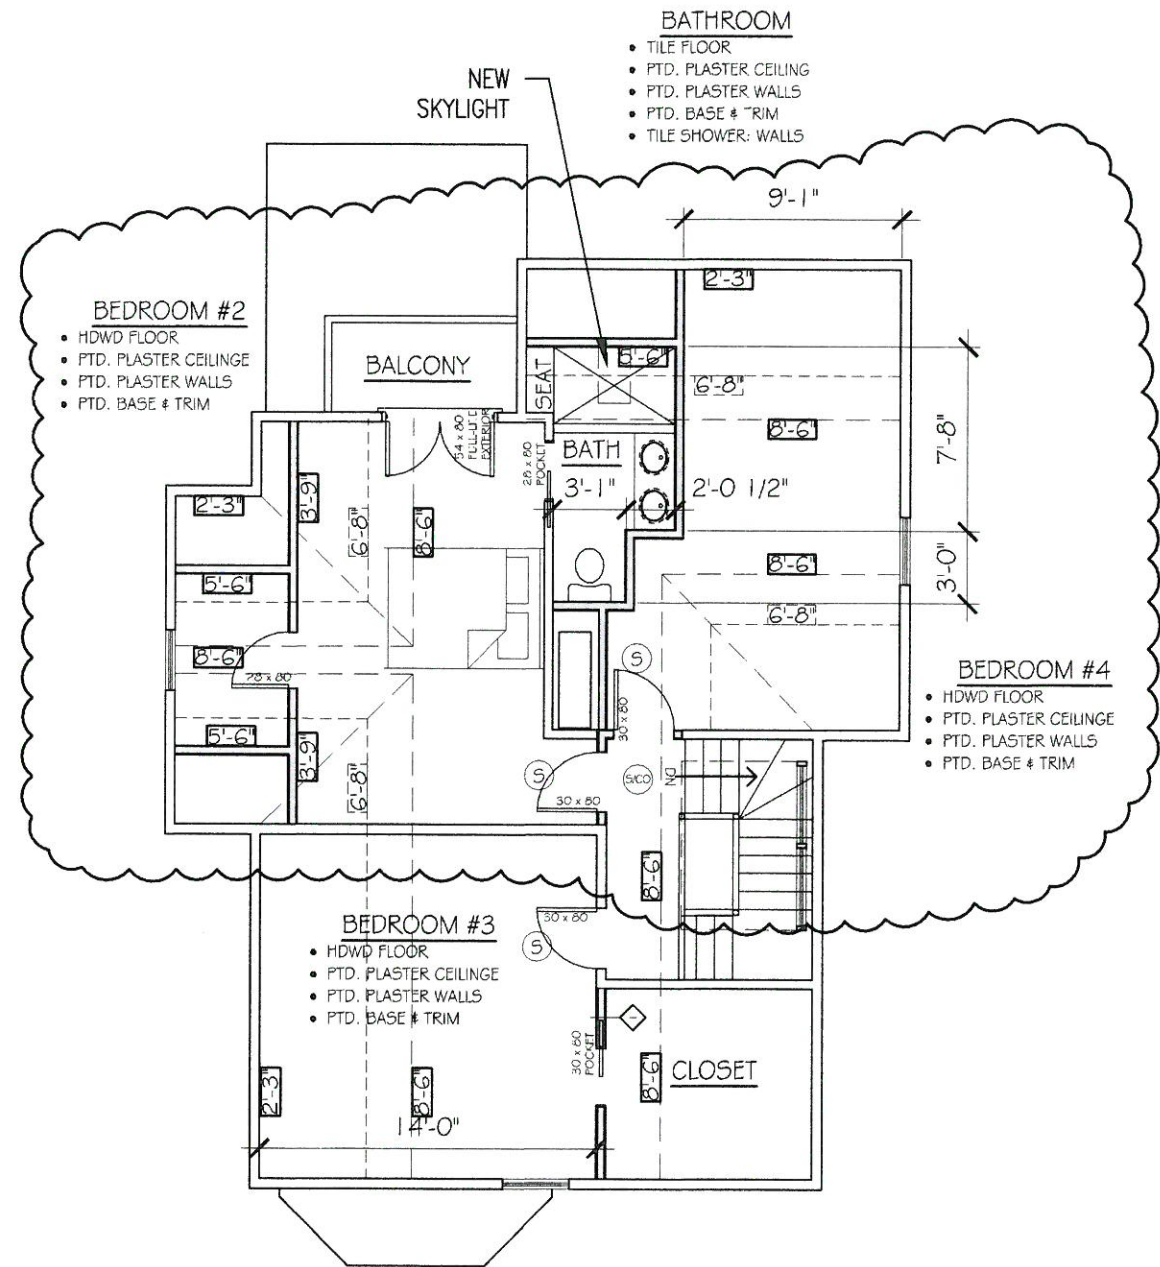 BATHROOM
• TILE FLOOR
• PTD. PLASTER CEILING
• PTD. PLASTER WALLS
• PTD. BASE & TRIM
• TILE SHOWER: WALLS
NEW
SKYLIGHT
9'-1"
2'-3"
BEDROOM #2
• HDWD FLOOR
• PTD. PLASTER CEILINGE
• PTD. PLASTER WALLS
• PTD. BASE & TRIM
BALCONY
SEAT
5'-6"
6'-8"
8'-6"
7'-8"
54 x 80
EXTERIOR
28 x 80
POCKET
BATH
3'-1"
2'-0 1/2"
2'-3"
3'-9"
6'-8"
8'-6"
8'-6"
3'-0"
6'-8"
5'-6"
8'-6"
28 x 80
5'-6"
3'-9"
6'-8"
S
30 x 80
BEDROOM #4
• HDWD FLOOR
• PTD. PLASTER CEILINGE
• PTD. PLASTER WALLS
• PTD. BASE & TRIM
S
30 x 80
S/CO
DN
8'-6"
BEDROOM #3
• HDWD FLOOR
• PTD. PLASTER CEILINGE
• PTD. PLASTER WALLS
• PTD. BASE & TRIM
30 x 80
S
30 x 80
POCKET
2'-3"
8'-6"
14'-0"
8'-6"
CLOSET